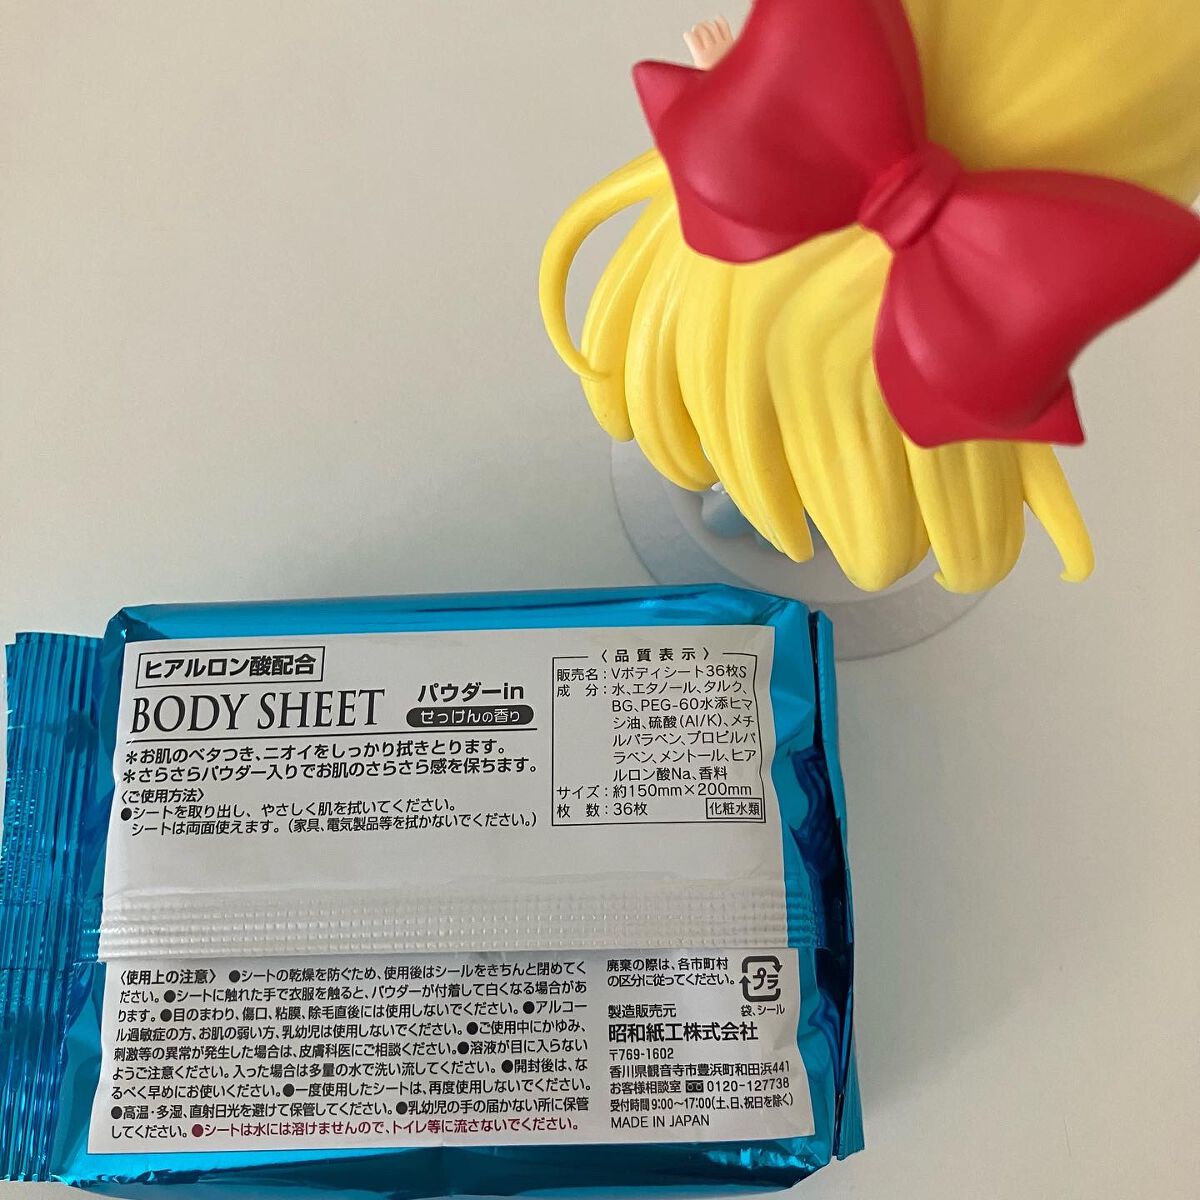 ヒアルロン酸配合
BODY SHEET
パウダーin
せっけんの香り
＊お肌のベタつき、ニオイをしっかり拭きとります。
＊さらさらパウダー入りでお肌のさらさら感を保ちます。
〈ご使用方法〉
●シートを取り出し、やさしく肌を拭いてください。
シートは両面使えます。(家具、電気製品等を拭かないでください。)
〈品質表示〉
販売名：Vボディシート36枚S
成 分：水、エタノール、タルク、
BG、PEG-60水添ヒマ
シ油、硫酸(Al/K)、メチ
ルパラベン、プロピルパ
ラベン、メントール、ヒア
ルロン酸Na、香料
サイズ：約150mm×200mm
枚 数：36枚
化粧水類
〈使用上の注意〉 ●シートの乾燥を防ぐため、使用後はシールをきちんと閉めてく
ださい。●シートに触れた手で衣服を触ると、パウダーが付着して白くなる場合があ
ります。●目のまわり、傷口、粘膜、除毛直後には使用しないでください。●アルコー
ル過敏症の方、お肌の弱い方、乳幼児は使用しないでください。●ご使用中にかゆみ、
刺激等の異常が発生した場合は、皮膚科医にご相談ください。●溶液が目に入らない
ようご注意ください。入った場合は多量の水で洗い流してください。●開封後は、な
るべく早めにお使いください。●一度使用したシートは、再度使用しないでください。
●高温・多湿、直射日光を避けて保管してください。●乳幼児の手の届かない所に保管
してください。●シートは水には溶けませんので、トイレ等に流さないでください。
廃棄の際は、各市町村
の区分に従ってください。
プラ
袋、シール
製造販売元
昭和紙工株式会社
〒769-1602
香川県観音寺市豊浜町和田浜441
お客様相談室 0120-127738
受付時間9:00〜17:00(土、日、祝日を除く)
MADE IN JAPAN